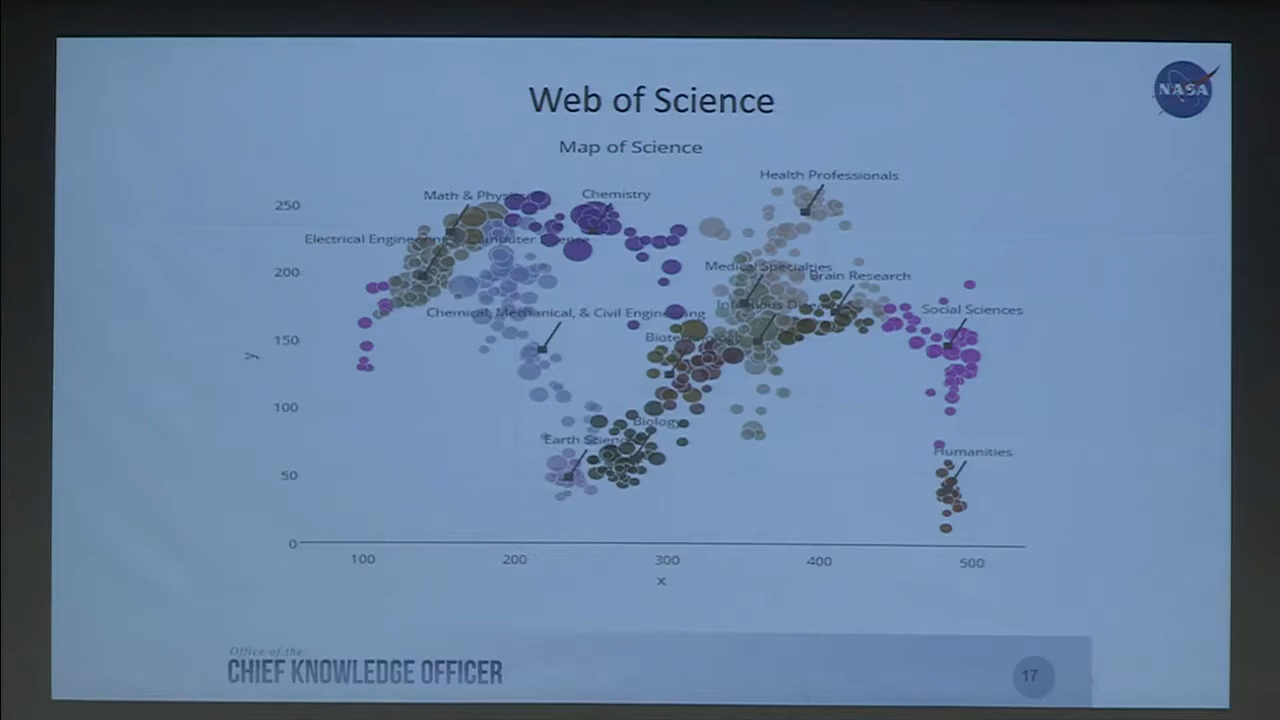 Web of Science
NASA
Map of Science
Health Professionals
Math & Physics
Chemistry
250
Electrical Engineering & Computer Science
200
Medical Specialties
Brain Research
Infectious Diseases
Social Sciences
Chemical, Mechanical, & Civil Engineering
150
y
Biotechnology
100
Biology
Earth Sciences
Humanities
50
0
100
200
300
400
500
x
Office of the
CHIEF KNOWLEDGE OFFICER
17